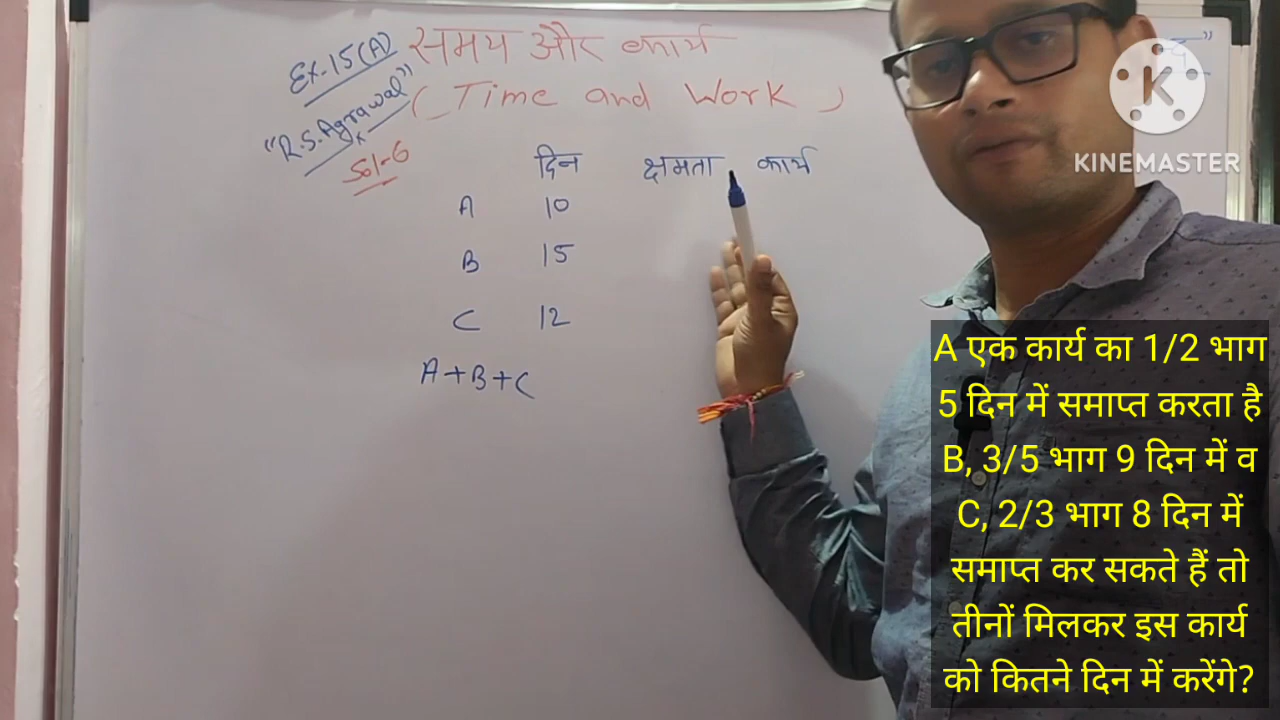 Ex-15(A)
"R.S. Agrawal"
Sol-6
समय और कार्य
(Time and Work)
दिन क्षमता कार्य
A 10
B 15
C 12
A+B+C
K
KINEMASTER
A एक कार्य का 1/2 भाग
5 दिन में समाप्त करता है
B, 3/5 भाग 9 दिन में व
C, 2/3 भाग 8 दिन में
समाप्त कर सकते हैं तो
तीनों मिलकर इस कार्य
को कितने दिन में करेंगे?